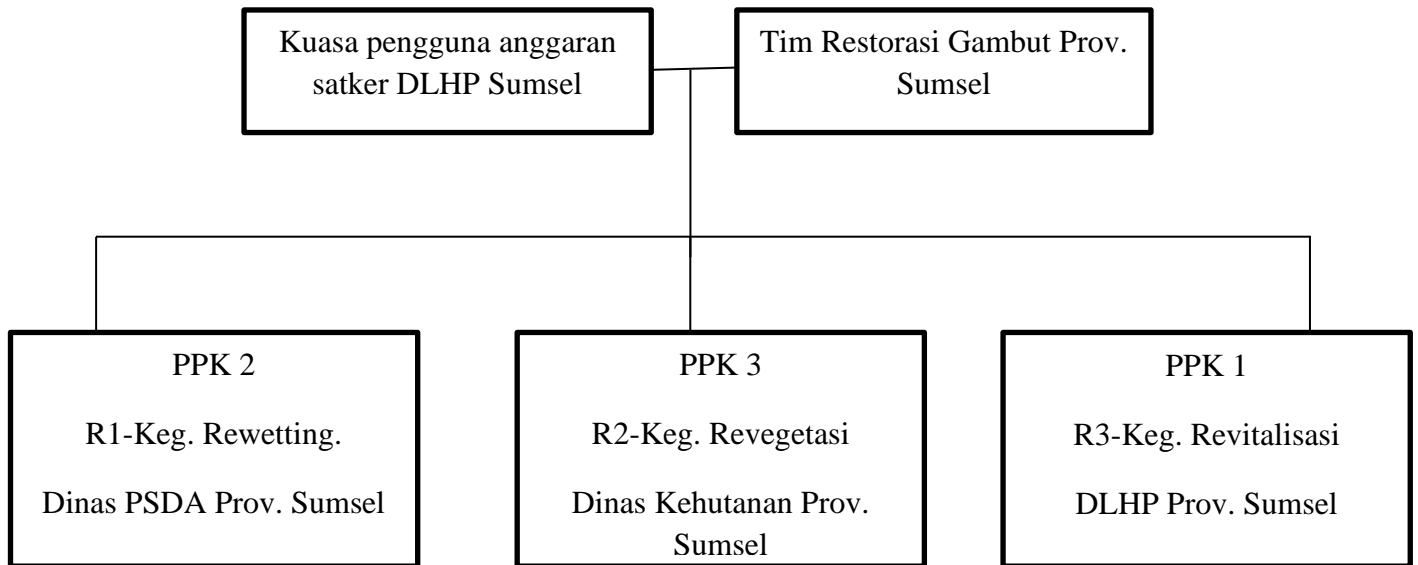 Kuasa pengguna anggaran
satker DLHP Sumsel
Tim Restorasi Gambut Prov.
Sumsel
PPK 2
R1-Keg. Rewetting.
Dinas PSDA Prov. Sumsel
PPK 3
R2-Keg. Revegetasi
Dinas Kehutanan Prov.
Sumsel
PPK 1
R3-Keg. Revitalisasi
DLHP Prov. Sumsel